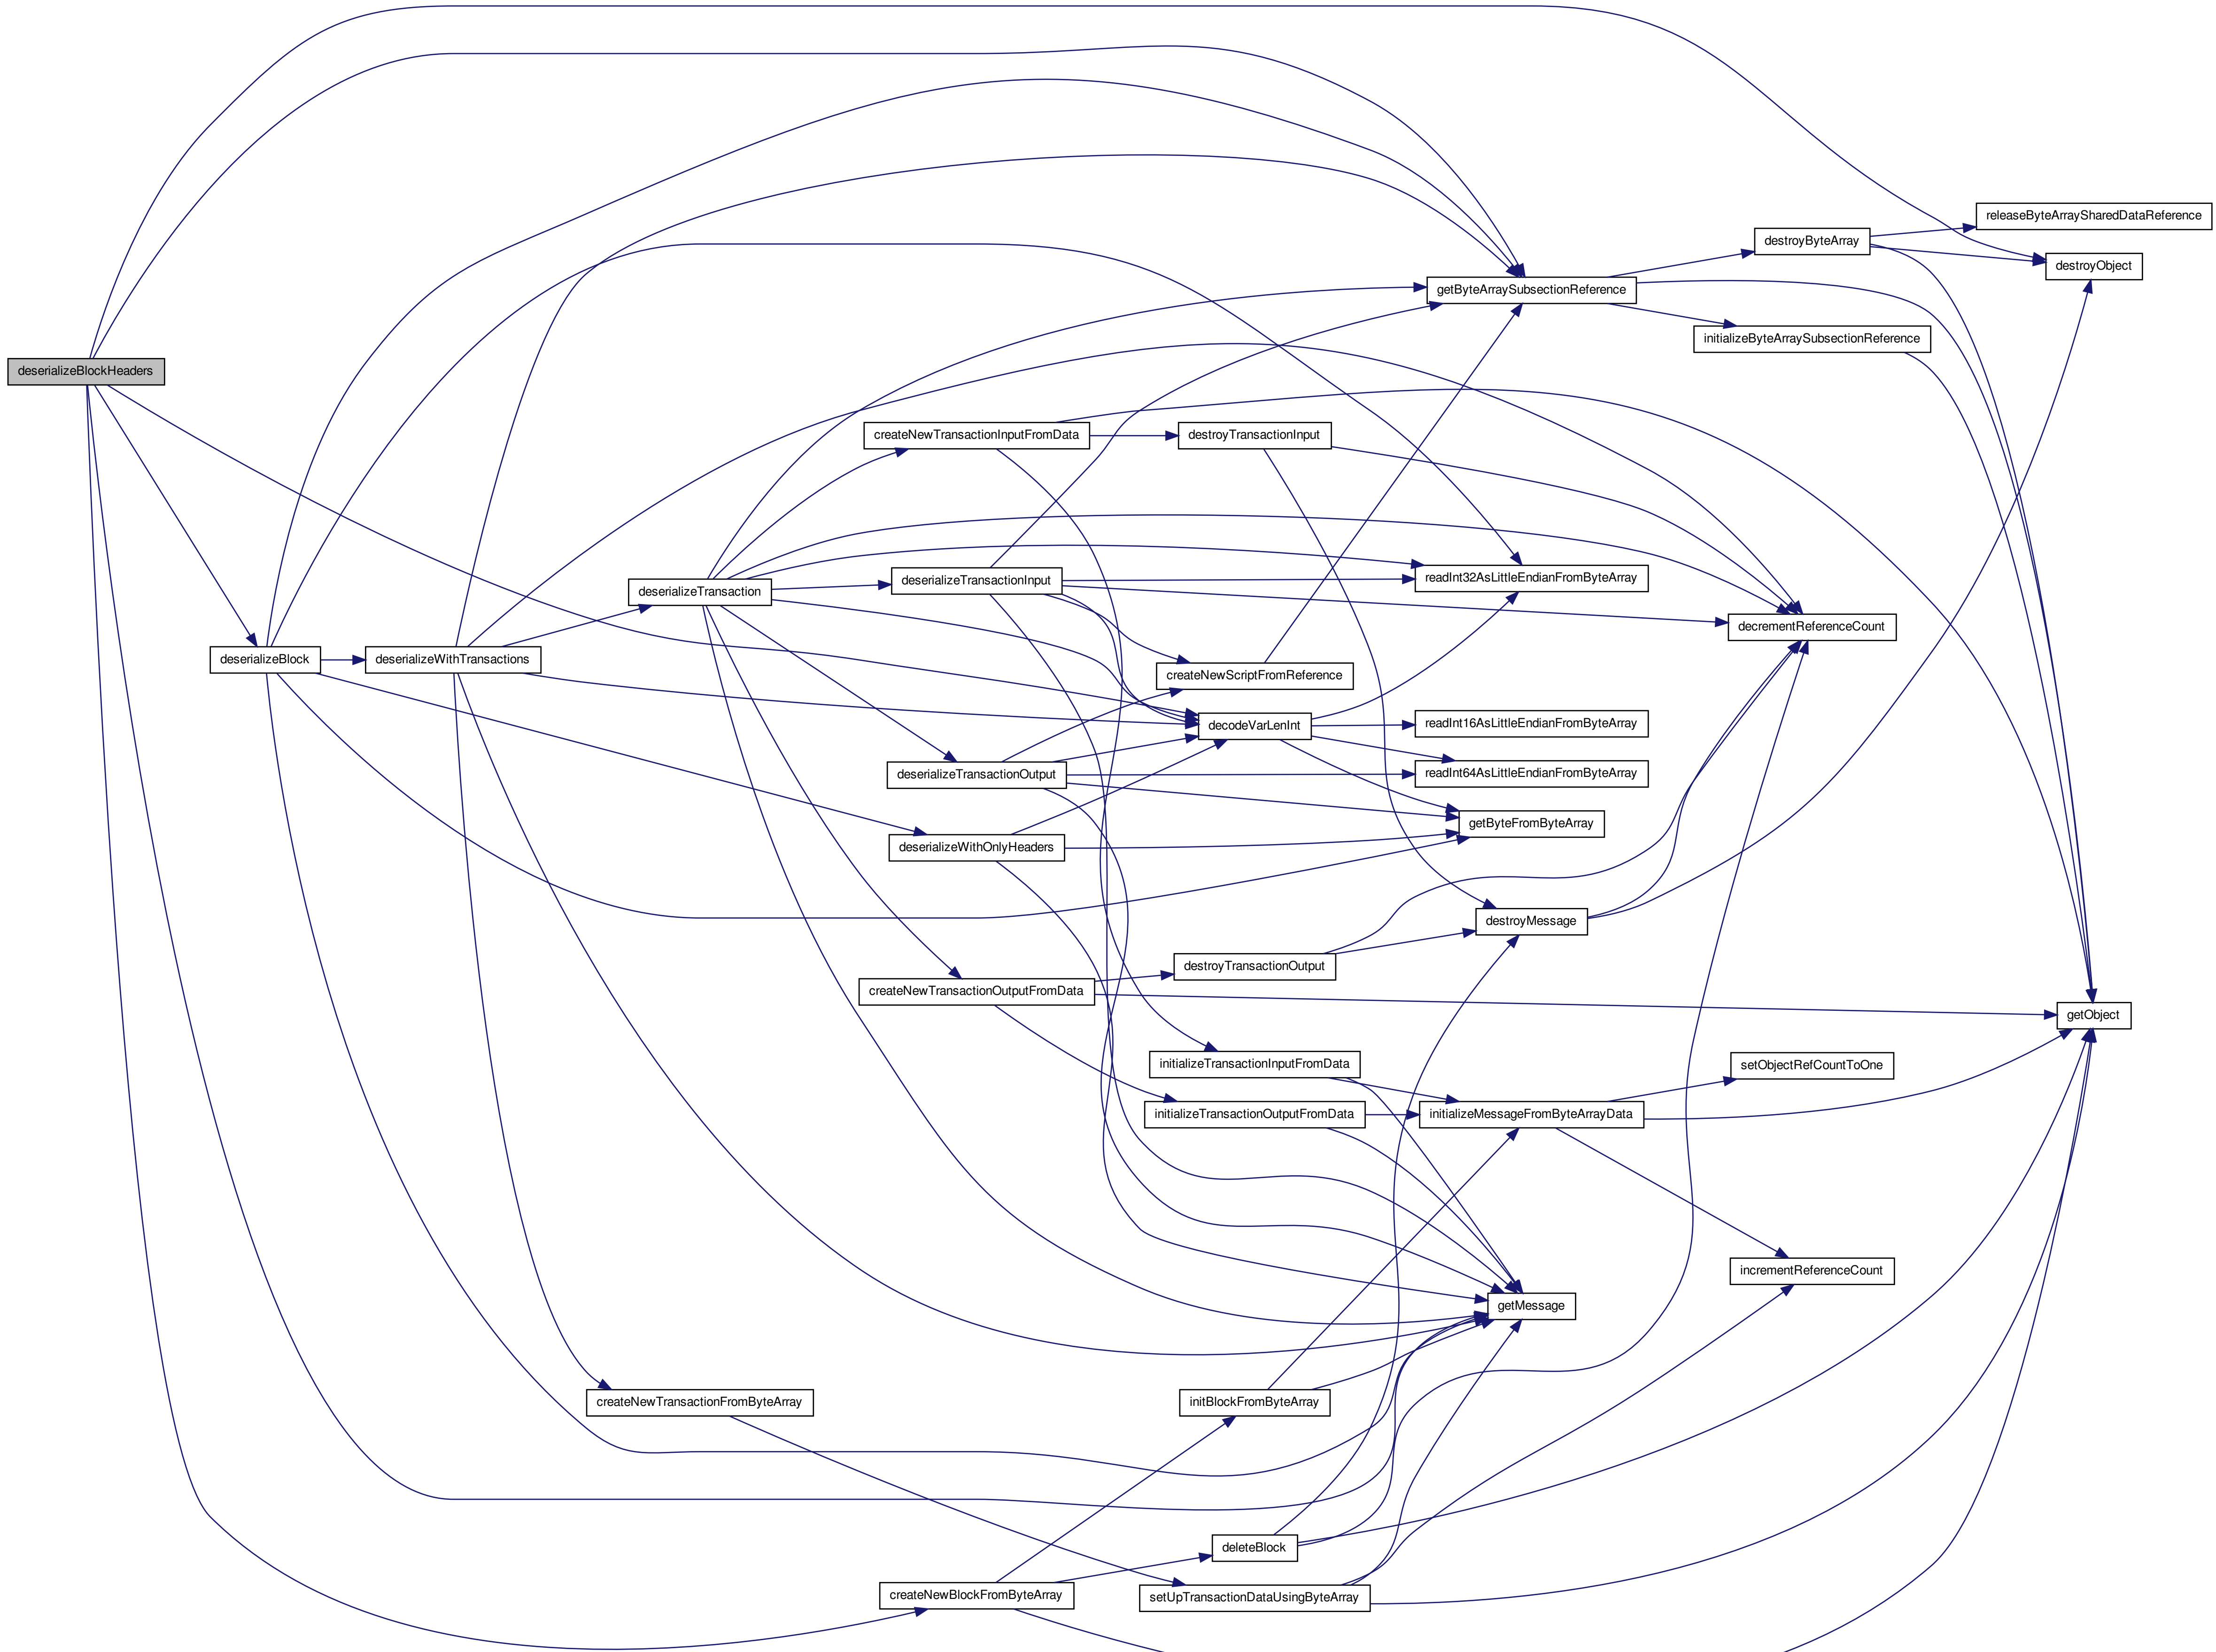 deserializeBlockHeaders
deserializeBlock
deserializeWithTransactions
deserializeTransaction
createNewTransactionFromByteArray
createNewTransactionInputFromData
deserializeTransactionInput
deserializeTransactionOutput
deserializeWithOnlyHeaders
createNewTransactionOutputFromData
createNewBlockFromByteArray
destroyTransactionInput
createNewScriptFromReference
decodeVarLenInt
destroyTransactionOutput
initializeTransactionInputFromData
initializeTransactionOutputFromData
initBlockFromByteArray
deleteBlock
setUpTransactionDataUsingByteArray
getByteArraySubsectionReference
readInt32AsLittleEndianFromByteArray
readInt16AsLittleEndianFromByteArray
readInt64AsLittleEndianFromByteArray
getByteFromByteArray
destroyMessage
initializeMessageFromByteArrayData
getMessage
destroyByteArray
initializeByteArraySubsectionReference
decrementReferenceCount
setObjectRefCountToOne
incrementReferenceCount
releaseByteArraySharedDataReference
destroyObject
getObject